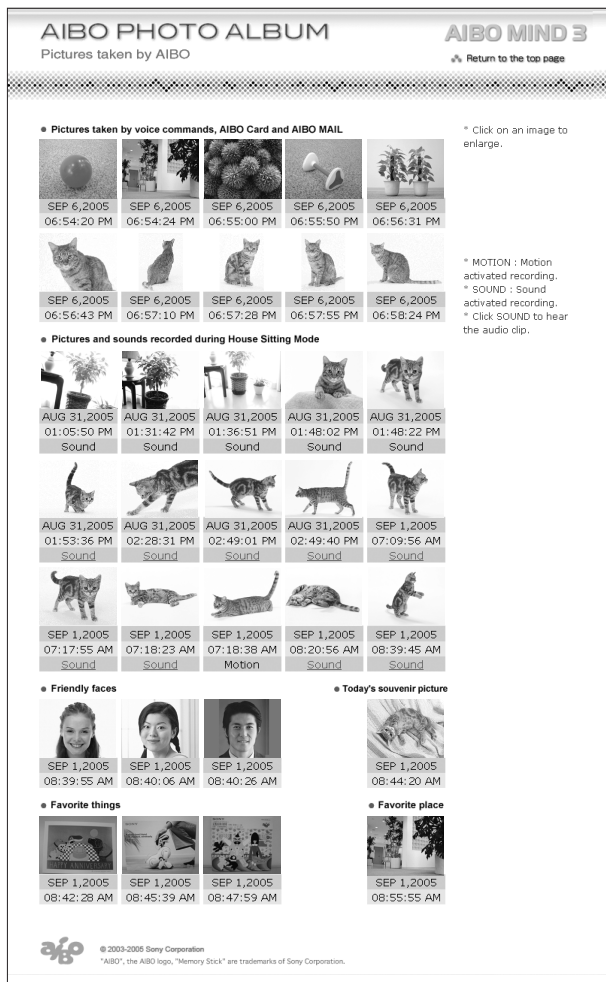 AIBO PHOTO ALBUM
Pictures taken by AIBO
AIBO MIND 3
Return to the top page
Pictures taken by voice commands, AIBO Card and AIBO MAIL
* Click on an image to
enlarge.
SEP 6,2005 SEP 6,2005 SEP 6,2005 SEP 6,2005 SEP 6,2005
06:54:20 PM 06:54:24 PM 06:55:00 PM 06:55:50 PM 06:56:31 PM
SEP 6,2005 SEP 6,2005 SEP 6,2005 SEP 6,2005 SEP 6,2005
06:56:43 PM 06:57:10 PM 06:57:28 PM 06:57:55 PM 06:58:24 PM
* MOTION : Motion
activated recording.
* SOUND : Sound
activated recording.
* Click SOUND to hear
the audio clip.
Pictures and sounds recorded during House Sitting Mode
AUG 31,2005 AUG 31,2005 AUG 31,2005 AUG 31,2005 AUG 31,2005
01:05:50 PM 01:31:42 PM 01:36:51 PM 01:48:02 PM 01:48:22 PM
Sound Sound Sound Sound Sound
AUG 31,2005 AUG 31,2005 AUG 31,2005 AUG 31,2005 SEP 1,2005
01:53:36 PM 02:28:31 PM 02:49:01 PM 02:49:40 PM 07:09:56 AM
Sound Sound Sound Sound Sound
SEP 1,2005 SEP 1,2005 SEP 1,2005 SEP 1,2005 SEP 1,2005
07:17:55 AM 07:18:23 AM 07:18:38 AM 08:20:56 AM 08:39:45 AM
Sound Sound Motion Sound Sound
Friendly faces
Today's souvenir picture
SEP 1,2005 SEP 1,2005 SEP 1,2005 SEP 1,2005
08:39:55 AM 08:40:06 AM 08:40:26 AM 08:44:20 AM
Favorite things
Favorite place
SEP 1,2005 SEP 1,2005 SEP 1,2005 SEP 1,2005
08:42:28 AM 08:45:39 AM 08:47:59 AM 08:55:55 AM
aiBO
© 2003-2005 Sony Corporation
"AIBO", the AIBO logo, "Memory Stick" are trademarks of Sony Corporation.